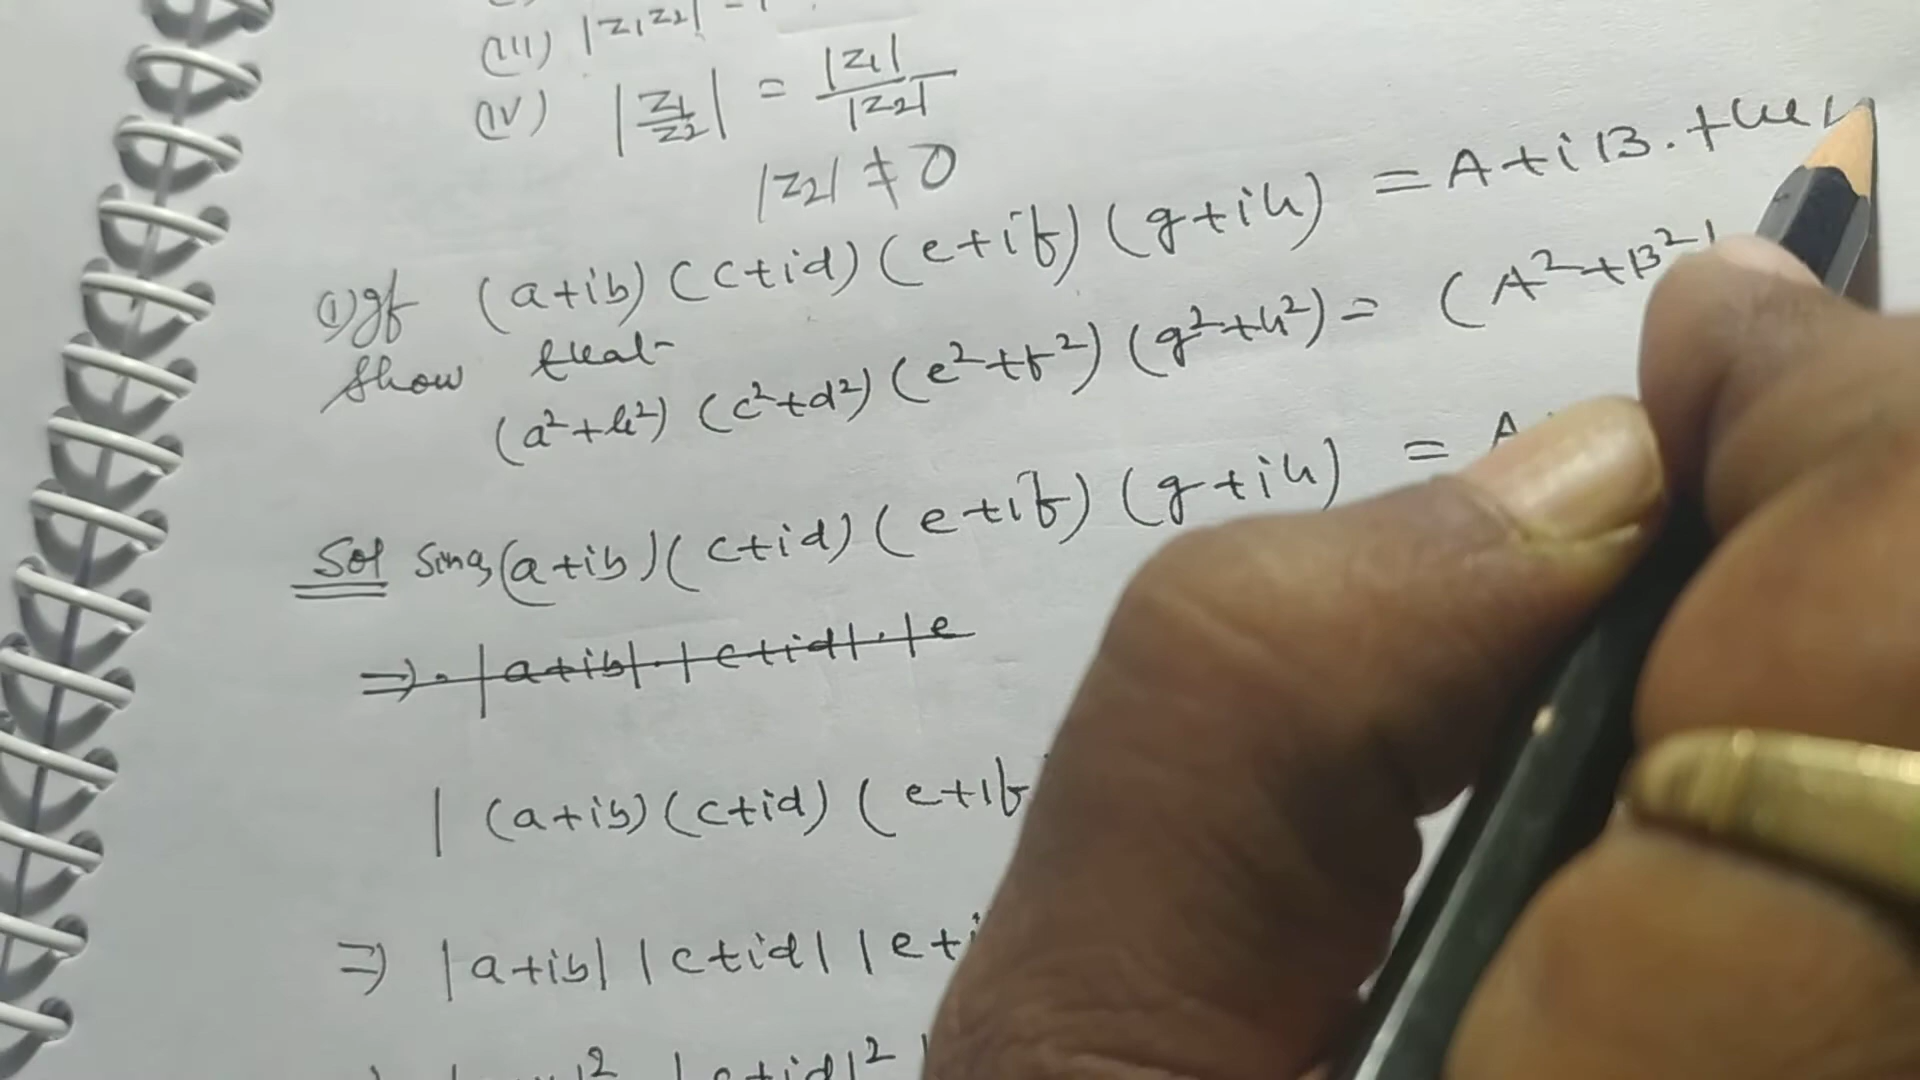 (III) |z₁z₂|
(IV) |z₁/z₂| = |z₁|/|z₂|
|z₂| ≠ 0
① If (a+ib)(c+id)(e+if)(g+ih) = A+iB. then
Show that
(a²+b²)(c²+d²)(e²+f²)(g²+h²) = (A²+B²)
Sol Sinc (a+ib)(c+id)(e+if)(g+ih) = A
⇒ . |a+ib|.|c+id|.|e
|(a+ib)(c+id)(e+if
⇒ |a+ib||c+id||e+i
|² |c+id|²